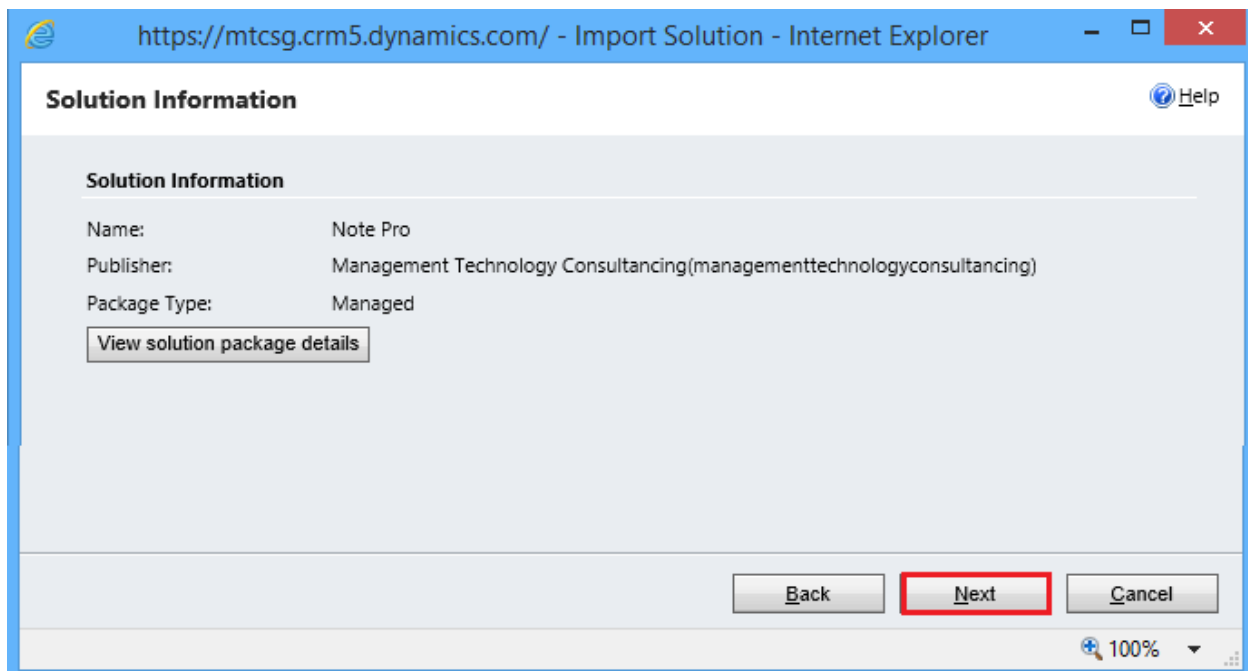 https://mtcsg.crm5.dynamics.com/ - Import Solution - Internet Explorer
Solution Information
Help
Solution Information
Name: Note Pro
Publisher: Management Technology Consultancing(managementtechnologyconsultancing)
Package Type: Managed
View solution package details
Back Next Cancel
100%